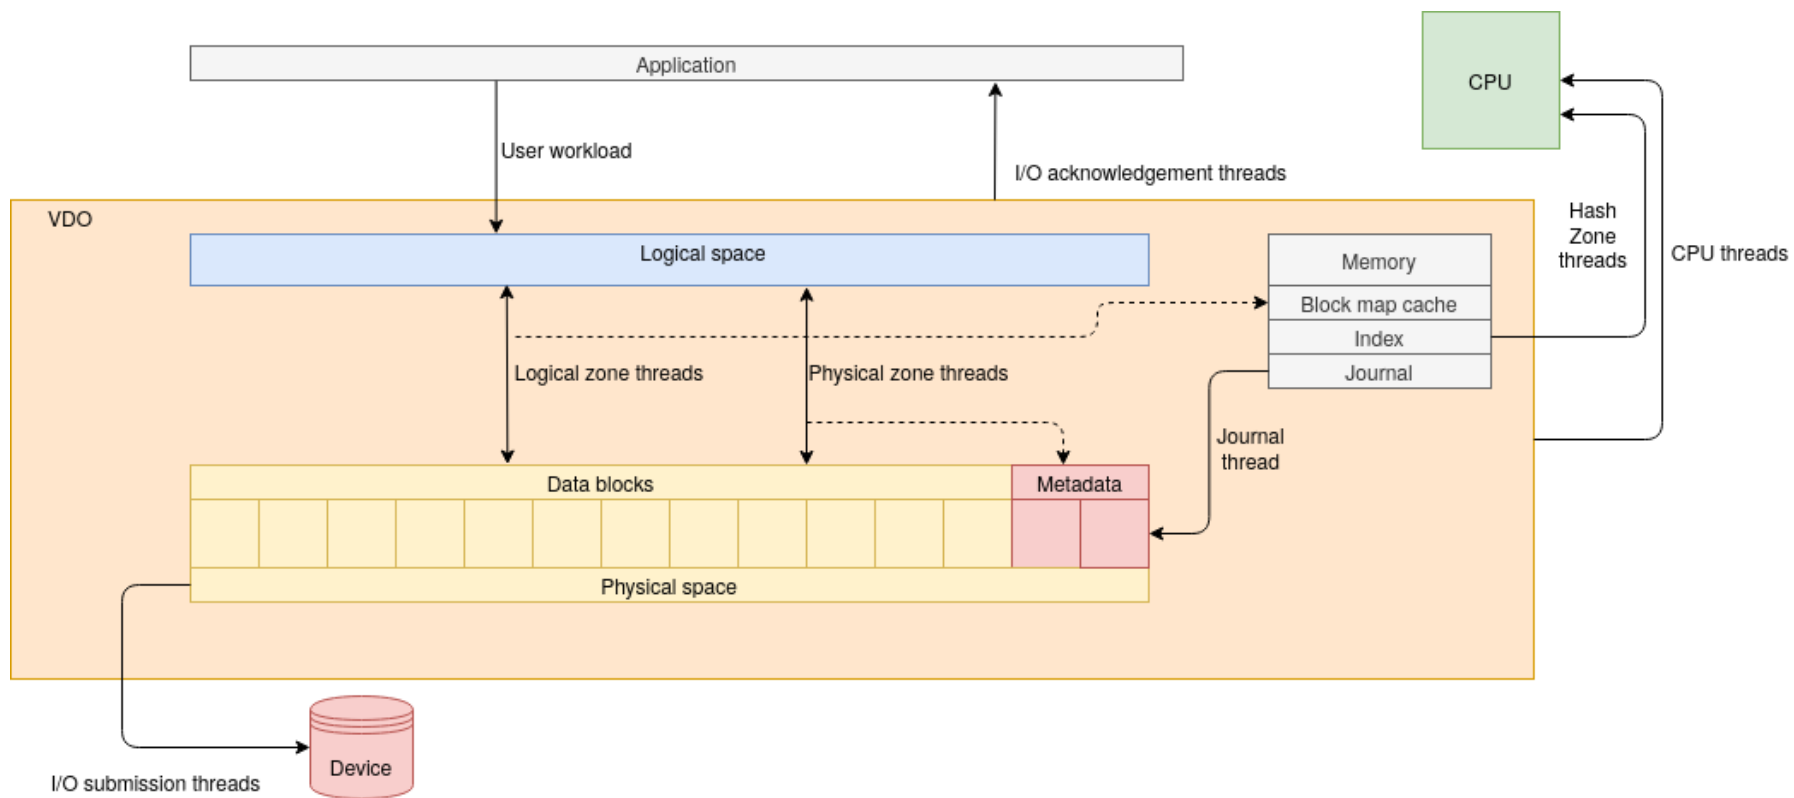 Application
CPU
User workload
I/O acknowledgement threads
VDO
Hash
Zone
threads
CPU threads
Logical space
Memory
Block map cache
Index
Journal
Logical zone threads
Physical zone threads
Journal
thread
Data blocks
Metadata
Physical space
Device
I/O submission threads